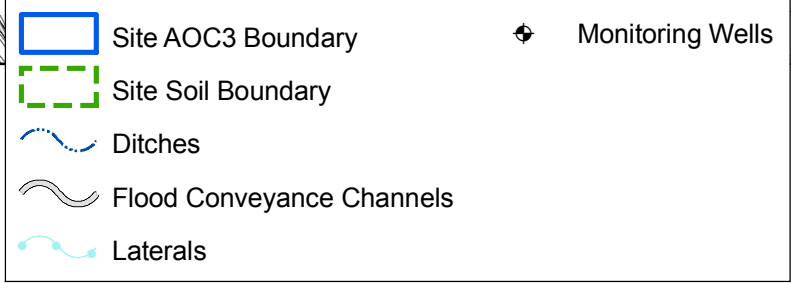 Site AOC3 Boundary
Monitoring Wells
Site Soil Boundary
Ditches
Flood Conveyance Channels
Laterals